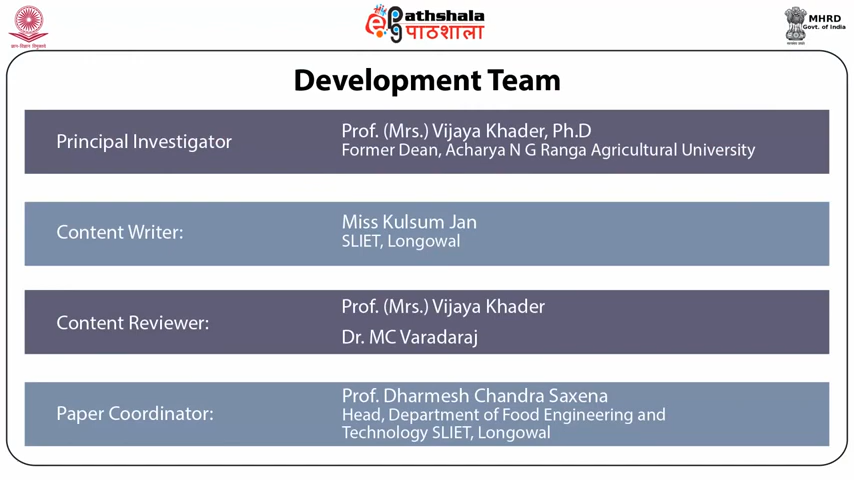 ePathshala
पाठशाला
MHRD
Govt. of India
Development Team
Principal Investigator
Prof. (Mrs.) Vijaya Khader, Ph.D
Former Dean, Acharya N G Ranga Agricultural University
Content Writer:
Miss Kulsum Jan
SLIET, Longowal
Content Reviewer:
Prof. (Mrs.) Vijaya Khader
Dr. MC Varadaraj
Paper Coordinator:
Prof. Dharmesh Chandra Saxena
Head, Department of Food Engineering and
Technology SLIET, Longowal